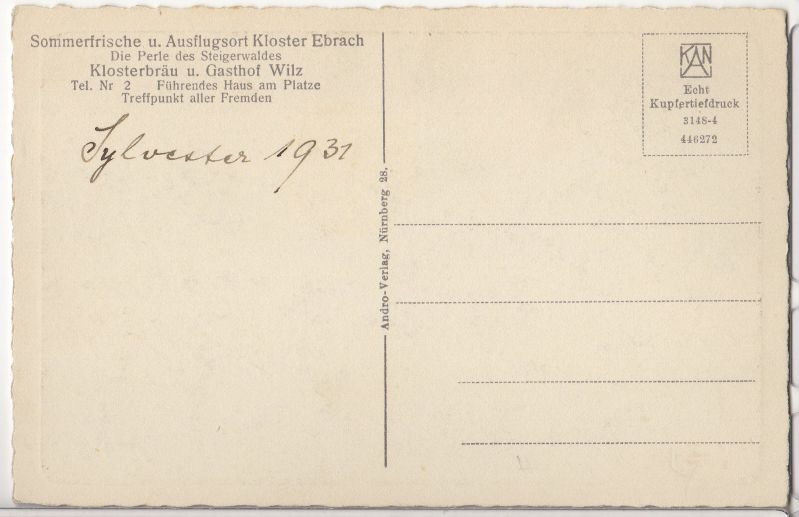 Sommerfrische u. Ausflugsort Kloster Ebrach
Die Perle des Steigerwaldes
Klosterbräu u. Gasthof Wilz
Tel. Nr 2 Führendes Haus am Platze
Treffpunkt aller Fremden
Sylvester 1931
Andro-Verlag, Nürnberg 28.
KAN
Echt
Kupfertiefdruck
3148-4
446272